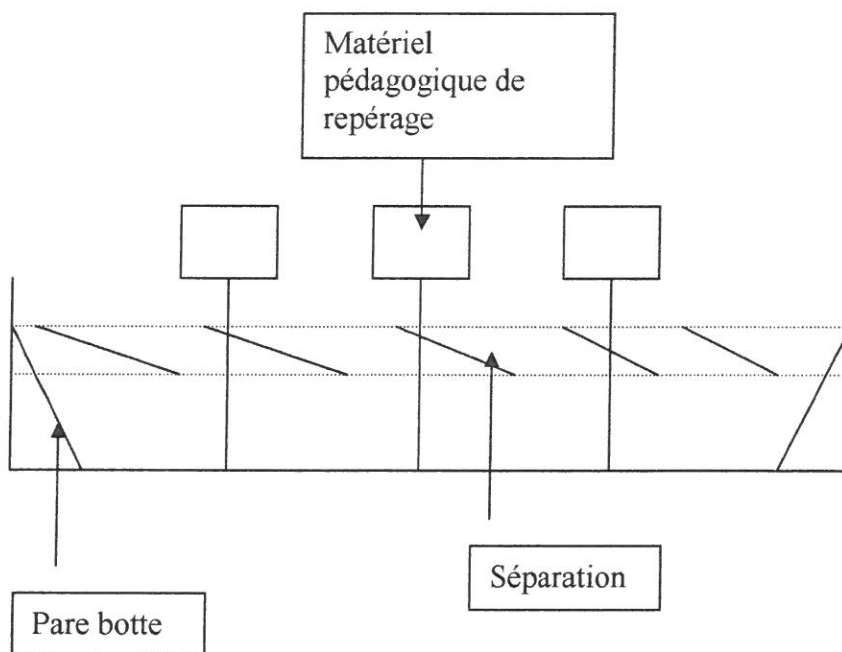 Matériel
pédagogique de
repérage
Séparation
Pare botte